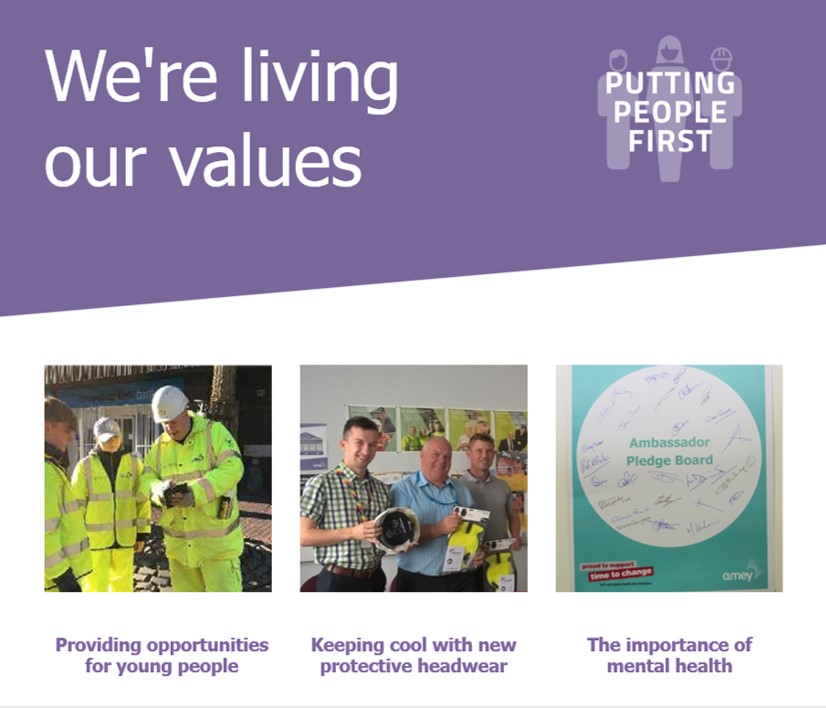 We're living
our values
PUTTING
PEOPLE
FIRST
Ambassador
Pledge Board
proud to support
time to change
amey
Providing opportunities
for young people
Keeping cool with new
protective headwear
The importance of
mental health